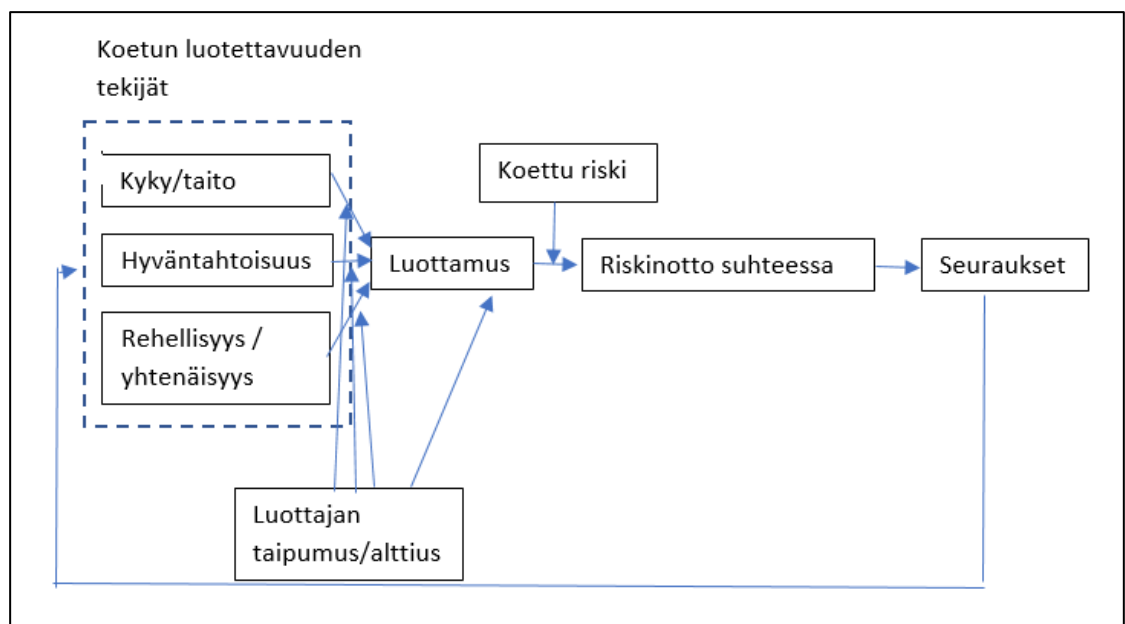 Koetun luotettavuuden
tekijät
Kyky/taito
Koettu riski
Hyväntahtoisuus
Luottamus
Riskinotto suhteessa
Seuraukset
Rehellisyys /
yhtenäisyys
Luottajan
taipumus/alttius